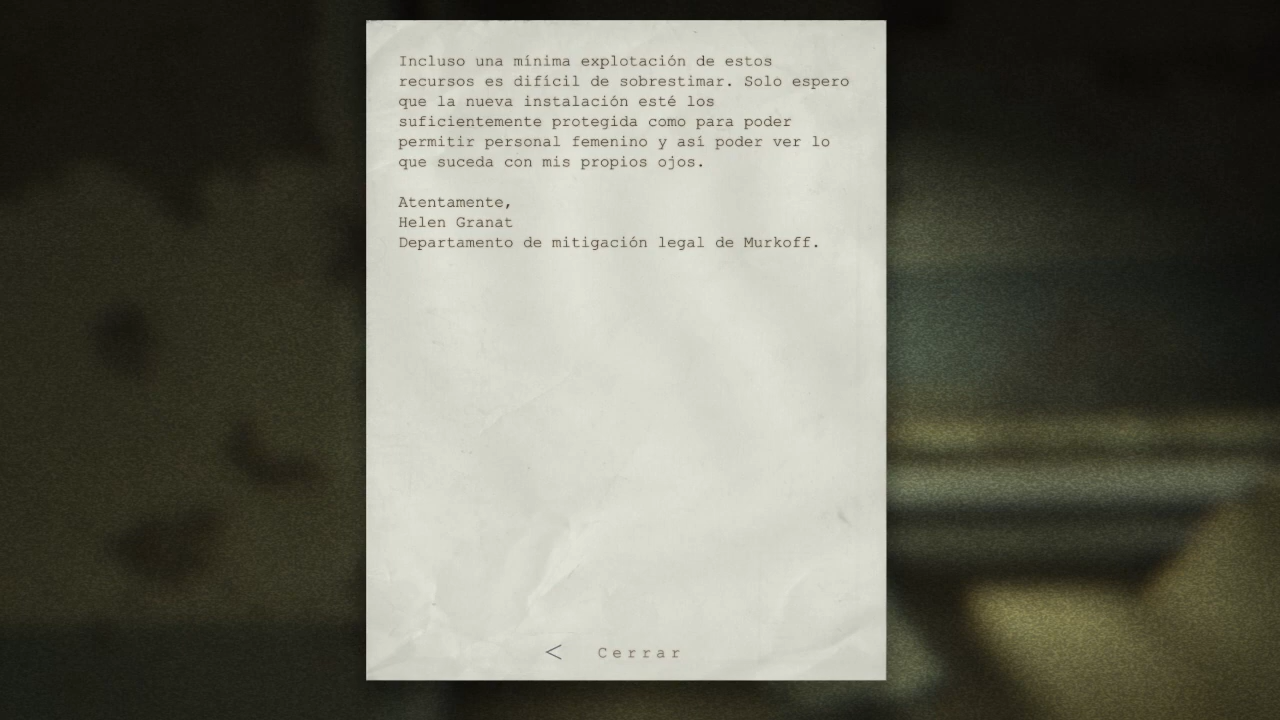 Incluso una mínima explotación de estos
recursos es difícil de sobrestimar. Solo espero
que la nueva instalación esté los
suficientemente protegida como para poder
permitir personal femenino y así poder ver lo
que suceda con mis propios ojos.
Atentamente,
Helen Granat
Departamento de mitigación legal de Murkoff.
< Cerrar